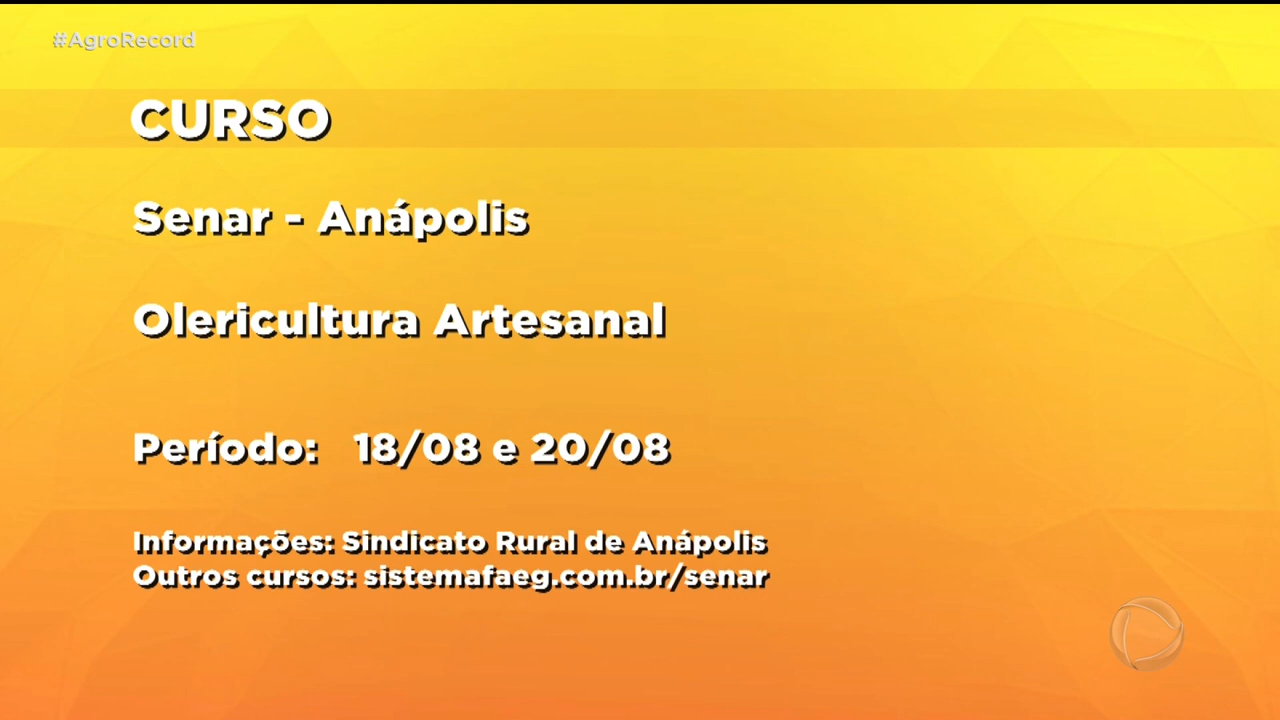 #AgroRecord
CURSO
Senar - Anápolis
Olericultura Artesanal
Período: 18/08 e 20/08
Informações: Sindicato Rural de Anápolis
Outros cursos: sistemafaeg.com.br/senar